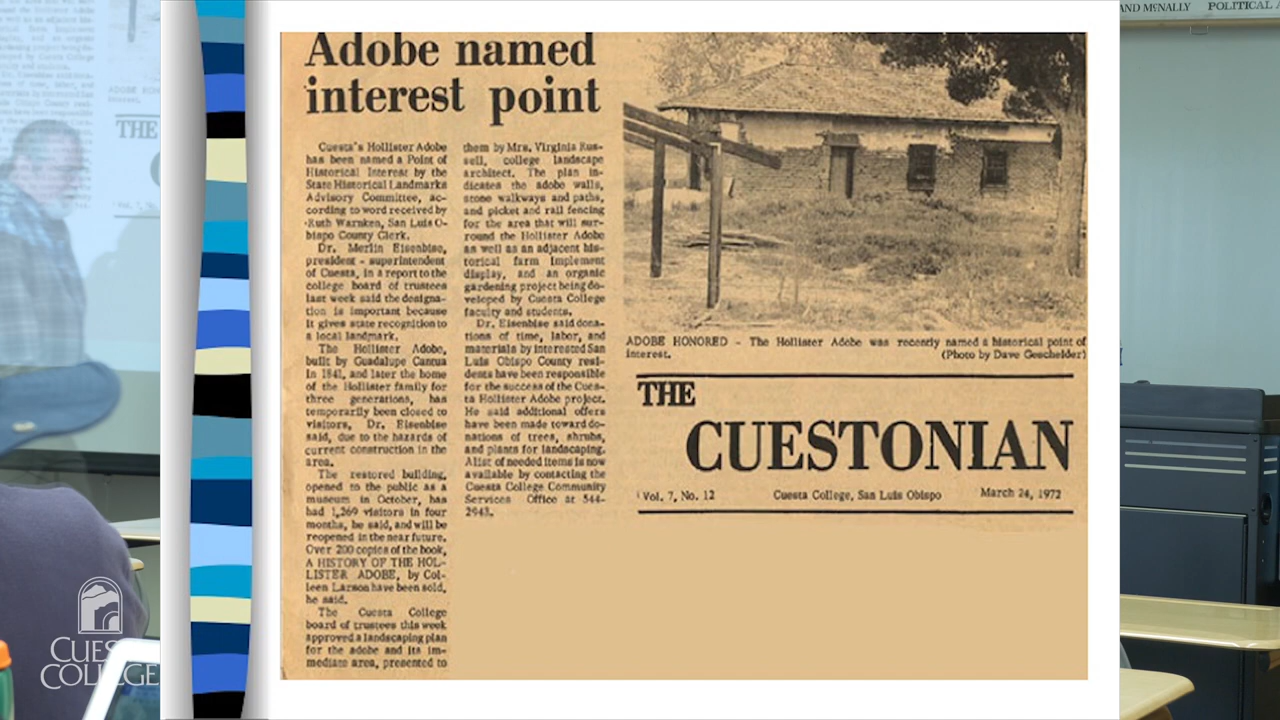 Adobe named
interest point
Cuesta's Hollister Adobe
has been named a Point of
Historical Interest by the
State Historical Landmarks
Advisory Committee, ac-
cording to word received by
Ruth Warnken, San Luis O-
bispo County Clerk.
Dr. Merlin Eisenbise,
president - superintendent
of Cuesta, in a report to the
college board of trustees
last week said the designa-
tion is important because
it gives state recognition to
a local landmark.
The Hollister Adobe,
built by Guadalupe Cantua
in 1841, and later the home
of the Hollister family for
three generations, has
temporarily been closed to
visitors, Dr. Eisenbise
said, due to the hazards of
current construction in the
area.
The restored building,
opened to the public as a
museum in October, has
had 1,269 visitors in four
months, he said, and will be
reopened in the near future.
Over 200 copies of the book,
A HISTORY OF THE HOL-
LISTER ADOBE, by Col-
leen Larson have been sold,
he said.
The Cuesta College
board of trustees this week
approved a landscaping plan
for the adobe and its im-
mediate area, presented to
them by Mrs. Virginia Rus-
sell, college landscape
architect. The plan in-
dicates the adobe walls,
stone walkways and paths,
and picket and rail fencing
for the area that will sur-
round the Hollister Adobe
as well as an adjacent his-
torical farm implement
display, and an organic
gardening project being de-
veloped by Cuesta College
faculty and students.
Dr. Eisenbise said dona-
tions of time, labor, and
materials by interested San
Luis Obispo County resi-
dents have been responsible
for the success of the Cues-
ta Hollister Adobe project.
He said additional offers
have been made toward do-
nations of trees, shrubs,
and plants for landscaping.
A list of needed items is now
available by contacting the
Cuesta College Community
Services Office at 544-
2943.
ADOBE HONORED - The Hollister Adobe was recently named a historical point of
interest. (Photo by Dave Geschelder)
THE
CUESTONIAN
Vol. 7, No. 12 Cuesta College, San Luis Obispo March 24, 1972
AND MCNALLY POLITICAL
THE
CUES
COLLEGE